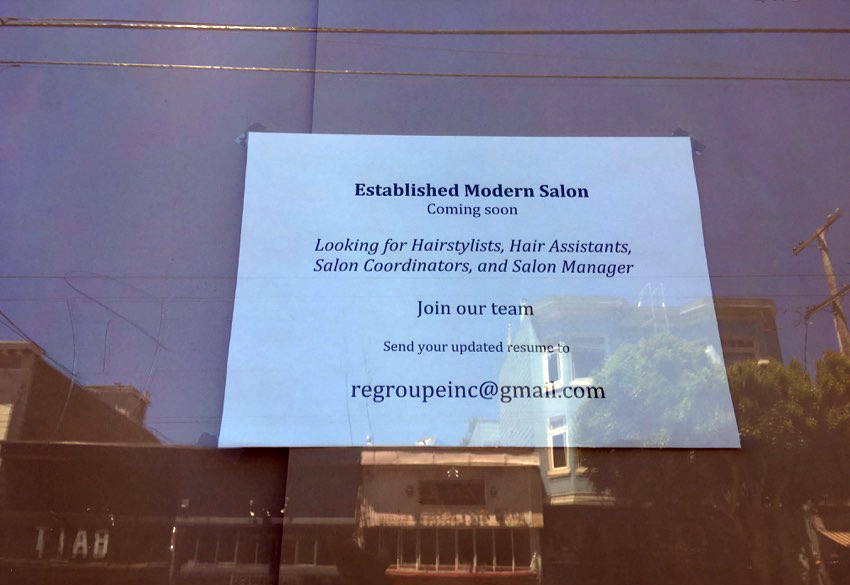 Established Modern Salon
Coming soon
Looking for Hairstylists, Hair Assistants,
Salon Coordinators, and Salon Manager
Join our team
Send your updated resume to
regroupeinc@gmail.com